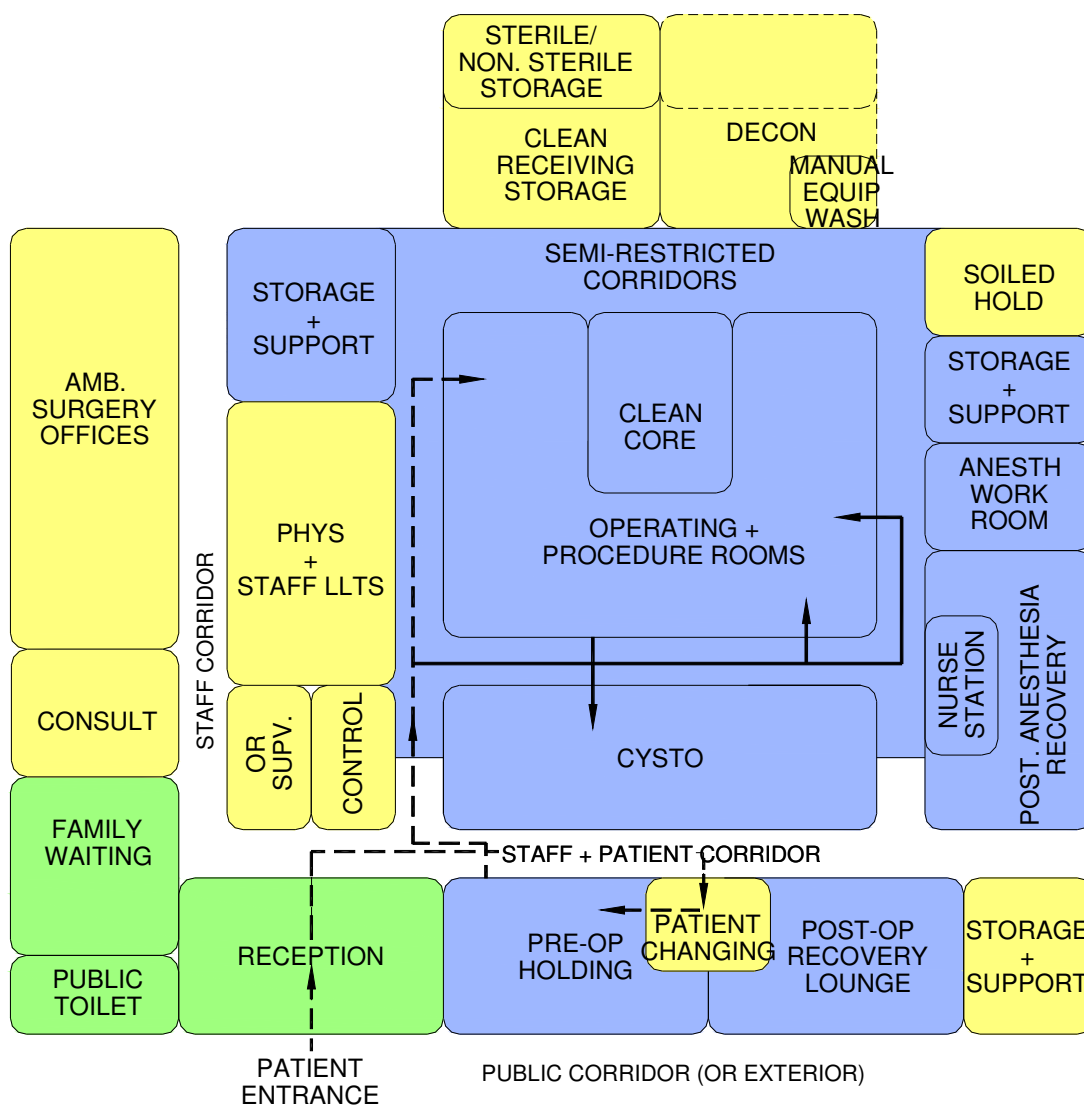 STERILE/
NON. STERILE
STORAGE
CLEAN
RECEIVING
STORAGE
DECON
MANUAL
EQUIP
WASH
SEMI-RESTRICTED
CORRIDORS
STORAGE
+
SUPPORT
SOILED
HOLD
AMB.
SURGERY
OFFICES
CLEAN
CORE
STORAGE
+
SUPPORT
ANESTH
WORK
ROOM
PHYS
+
STAFF LLTS
OPERATING +
PROCEDURE ROOMS
STAFF CORRIDOR
NURSE
STATION
POST. ANESTHESIA
RECOVERY
CONSULT
OR
SUPV.
CONTROL
CYSTO
FAMILY
WAITING
STAFF + PATIENT CORRIDOR
RECEPTION
PRE-OP
HOLDING
PATIENT
CHANGING
POST-OP
RECOVERY
LOUNGE
STORAGE
+
SUPPORT
PUBLIC
TOILET
PATIENT
ENTRANCE
PUBLIC CORRIDOR (OR EXTERIOR)